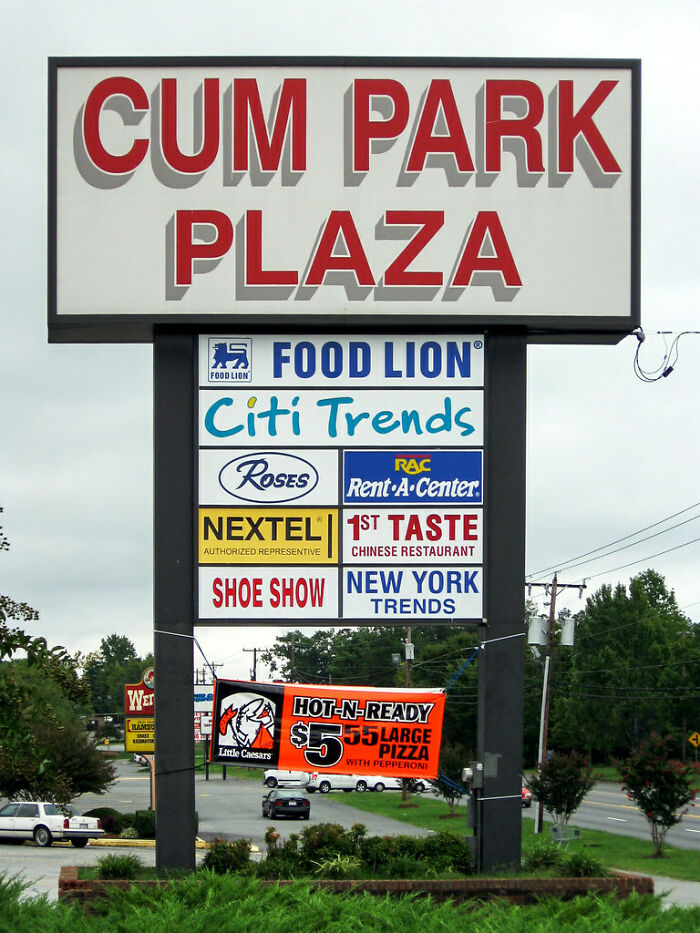 CUM PARK
PLAZA
FOOD LION
FOOD LION®
Citi Trends
ROSES
RAC
Rent-A-Center
NEXTEL
AUTHORIZED REPRESENTIVE
1ST TASTE
CHINESE RESTAURANT
SHOE SHOW
NEW YORK
TRENDS
HOT-N-READY
$5 55 LARGE
PIZZA
WITH PEPPERONI
Little Caesars